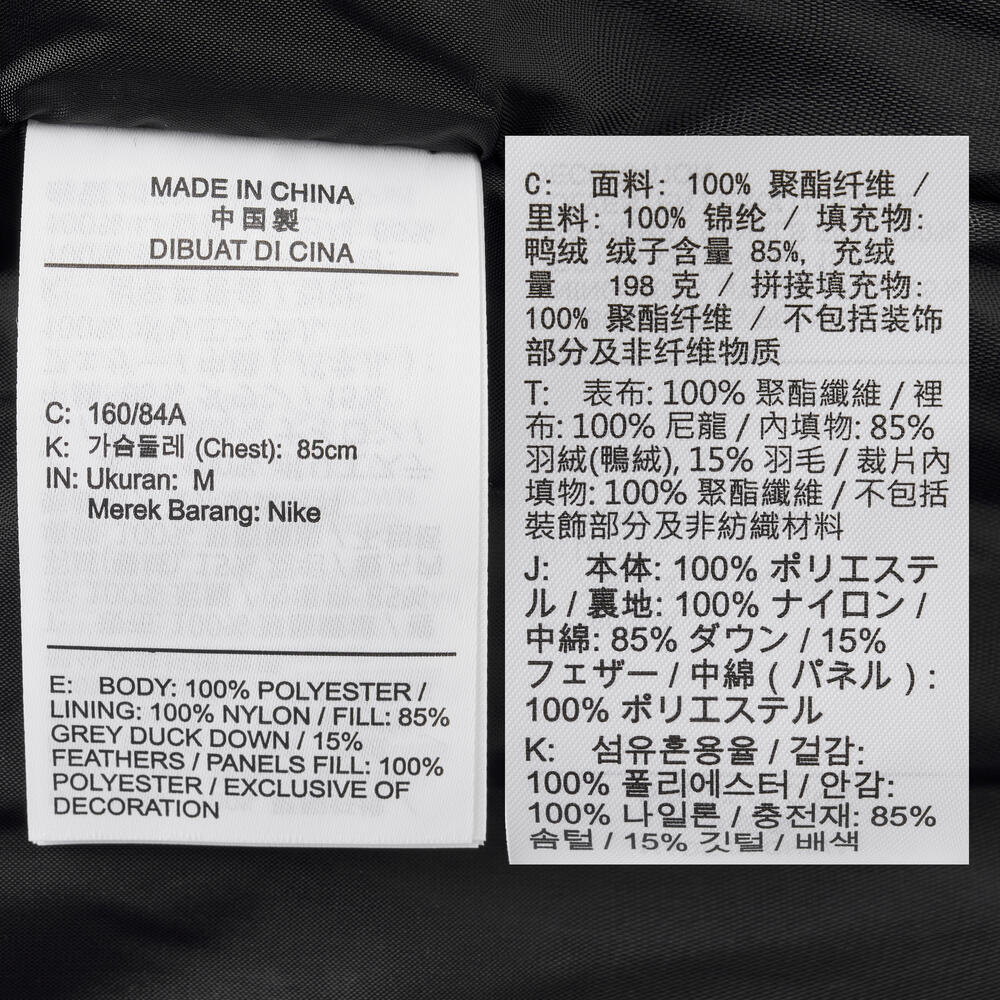 MADE IN CHINA
中国製
DIBUAT DI CINA
C: 160/84A
K: 가슴둘레 (Chest): 85cm
IN: Ukuran: M
Merek Barang: Nike
E: BODY: 100% POLYESTER /
LINING: 100% NYLON / FILL: 85%
GREY DUCK DOWN / 15%
FEATHERS / PANELS FILL: 100%
POLYESTER / EXCLUSIVE OF
DECORATION
C: 面料: 100% 聚酯纤维 /
里料: 100% 锦纶 / 填充物:
鸭绒 绒子含量 85%, 充绒
量 198 克 / 拼接填充物:
100% 聚酯纤维 / 不包括装饰
部分及非纤维物质
T: 表布: 100% 聚酯纖維 / 裡
布: 100% 尼龍 / 內填物: 85%
羽絨(鴨絨), 15% 羽毛 / 裁片內
填物: 100% 聚酯纖維 / 不包括
裝飾部分及非紡織材料
J: 本体: 100% ポリエステ
ル / 裏地: 100% ナイロン /
中綿: 85% ダウン / 15%
フェザー / 中綿 ( パネル ) :
100% ポリエステル
K: 섬유혼용율 / 겉감:
100% 폴리에스터 / 안감:
100% 나일론 / 충전재: 85%
솜털 / 15% 깃털 / 배색